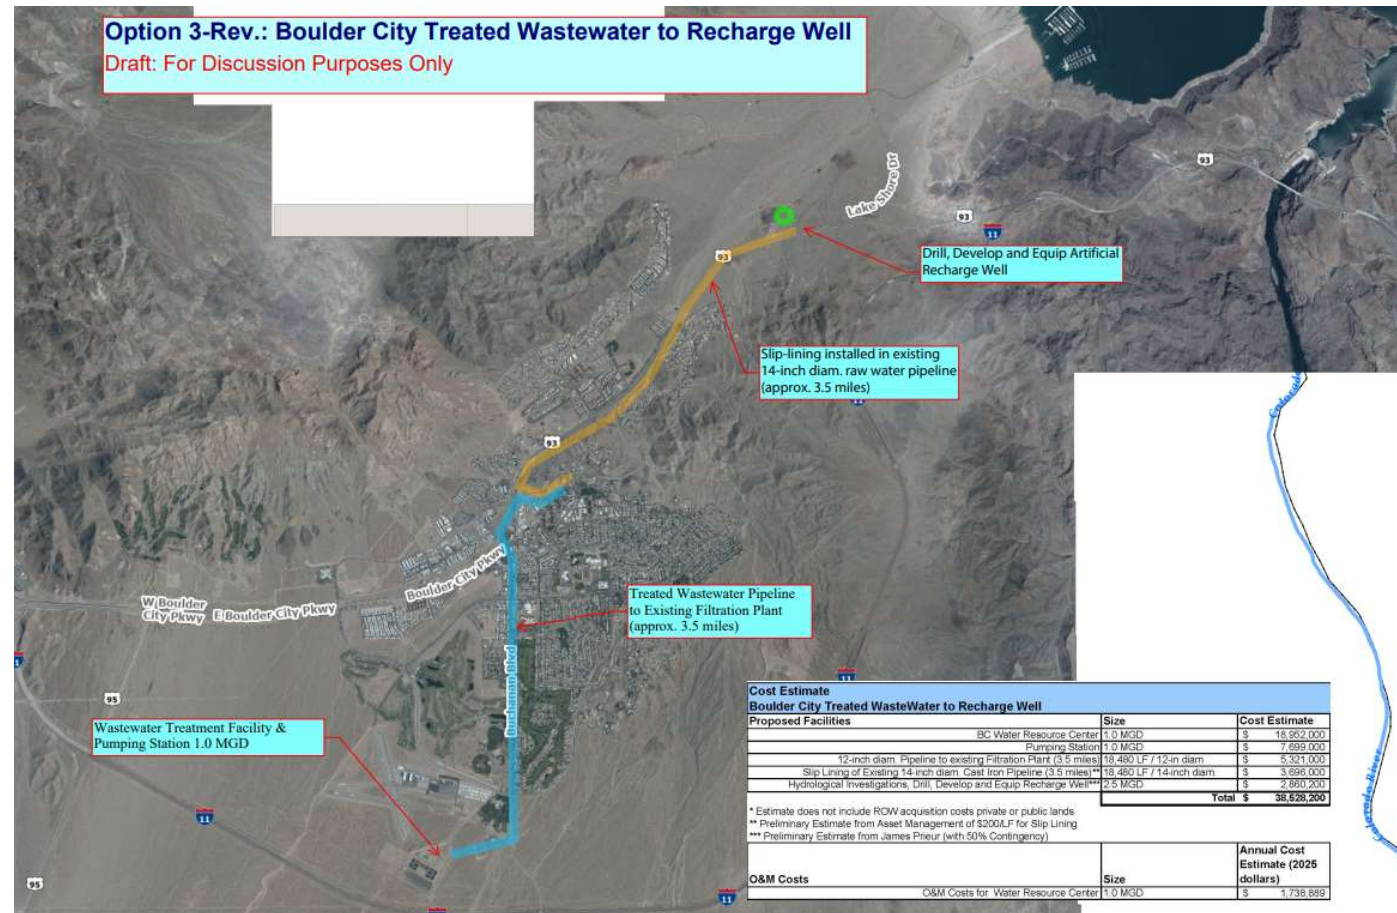 Option 3-Rev.: Boulder City Treated Wastewater to Recharge Well
Draft: For Discussion Purposes Only
93
Lake Shore Dr
93
11
93
Drill, Develop and Equip Artificial
Recharge Well
Slip-lining installed in existing
14-inch diam. raw water pipeline
(approx. 3.5 miles)
11
Colorado
93
Boulder City Pkwy
W Boulder
City Pkwy
E Boulder City Pkwy
Treated Wastewater Pipeline
to Existing Filtration Plant
(approx. 3.5 miles)
Buchanan Blvd
11
95
Wastewater Treatment Facility &
Pumping Station 1.0 MGD
11
95
11
Colorado River
Cost Estimate
Boulder City Treated WasteWater to Recharge Well
Proposed Facilities Size Cost Estimate
BC Water Resource Center 1.0 MGD $ 18,952,000
Pumping Station 1.0 MGD $ 7,699,000
12-inch diam. Pipeline to existing Filtration Plant (3.5 miles) 18,480 LF / 12-in diam $ 5,321,000
Slip Lining of Existing 14-inch diam. Cast Iron Pipeline (3.5 miles)** 18,480 LF / 14-inch diam $ 3,696,000
Hydrological Investigations, Drill, Develop and Equip Recharge Well*** 2.5 MGD $ 2,860,200
Total $ 38,528,200
* Estimate does not include ROW acquisition costs private or public lands
** Preliminary Estimate from Asset Management of $200/LF for Slip Lining
*** Preliminary Estimate from James Prieur (with 50% Contingency)
O&M Costs Size Annual Cost
Estimate (2025
dollars)
O&M Costs for Water Resource Center 1.0 MGD $ 1,738,889